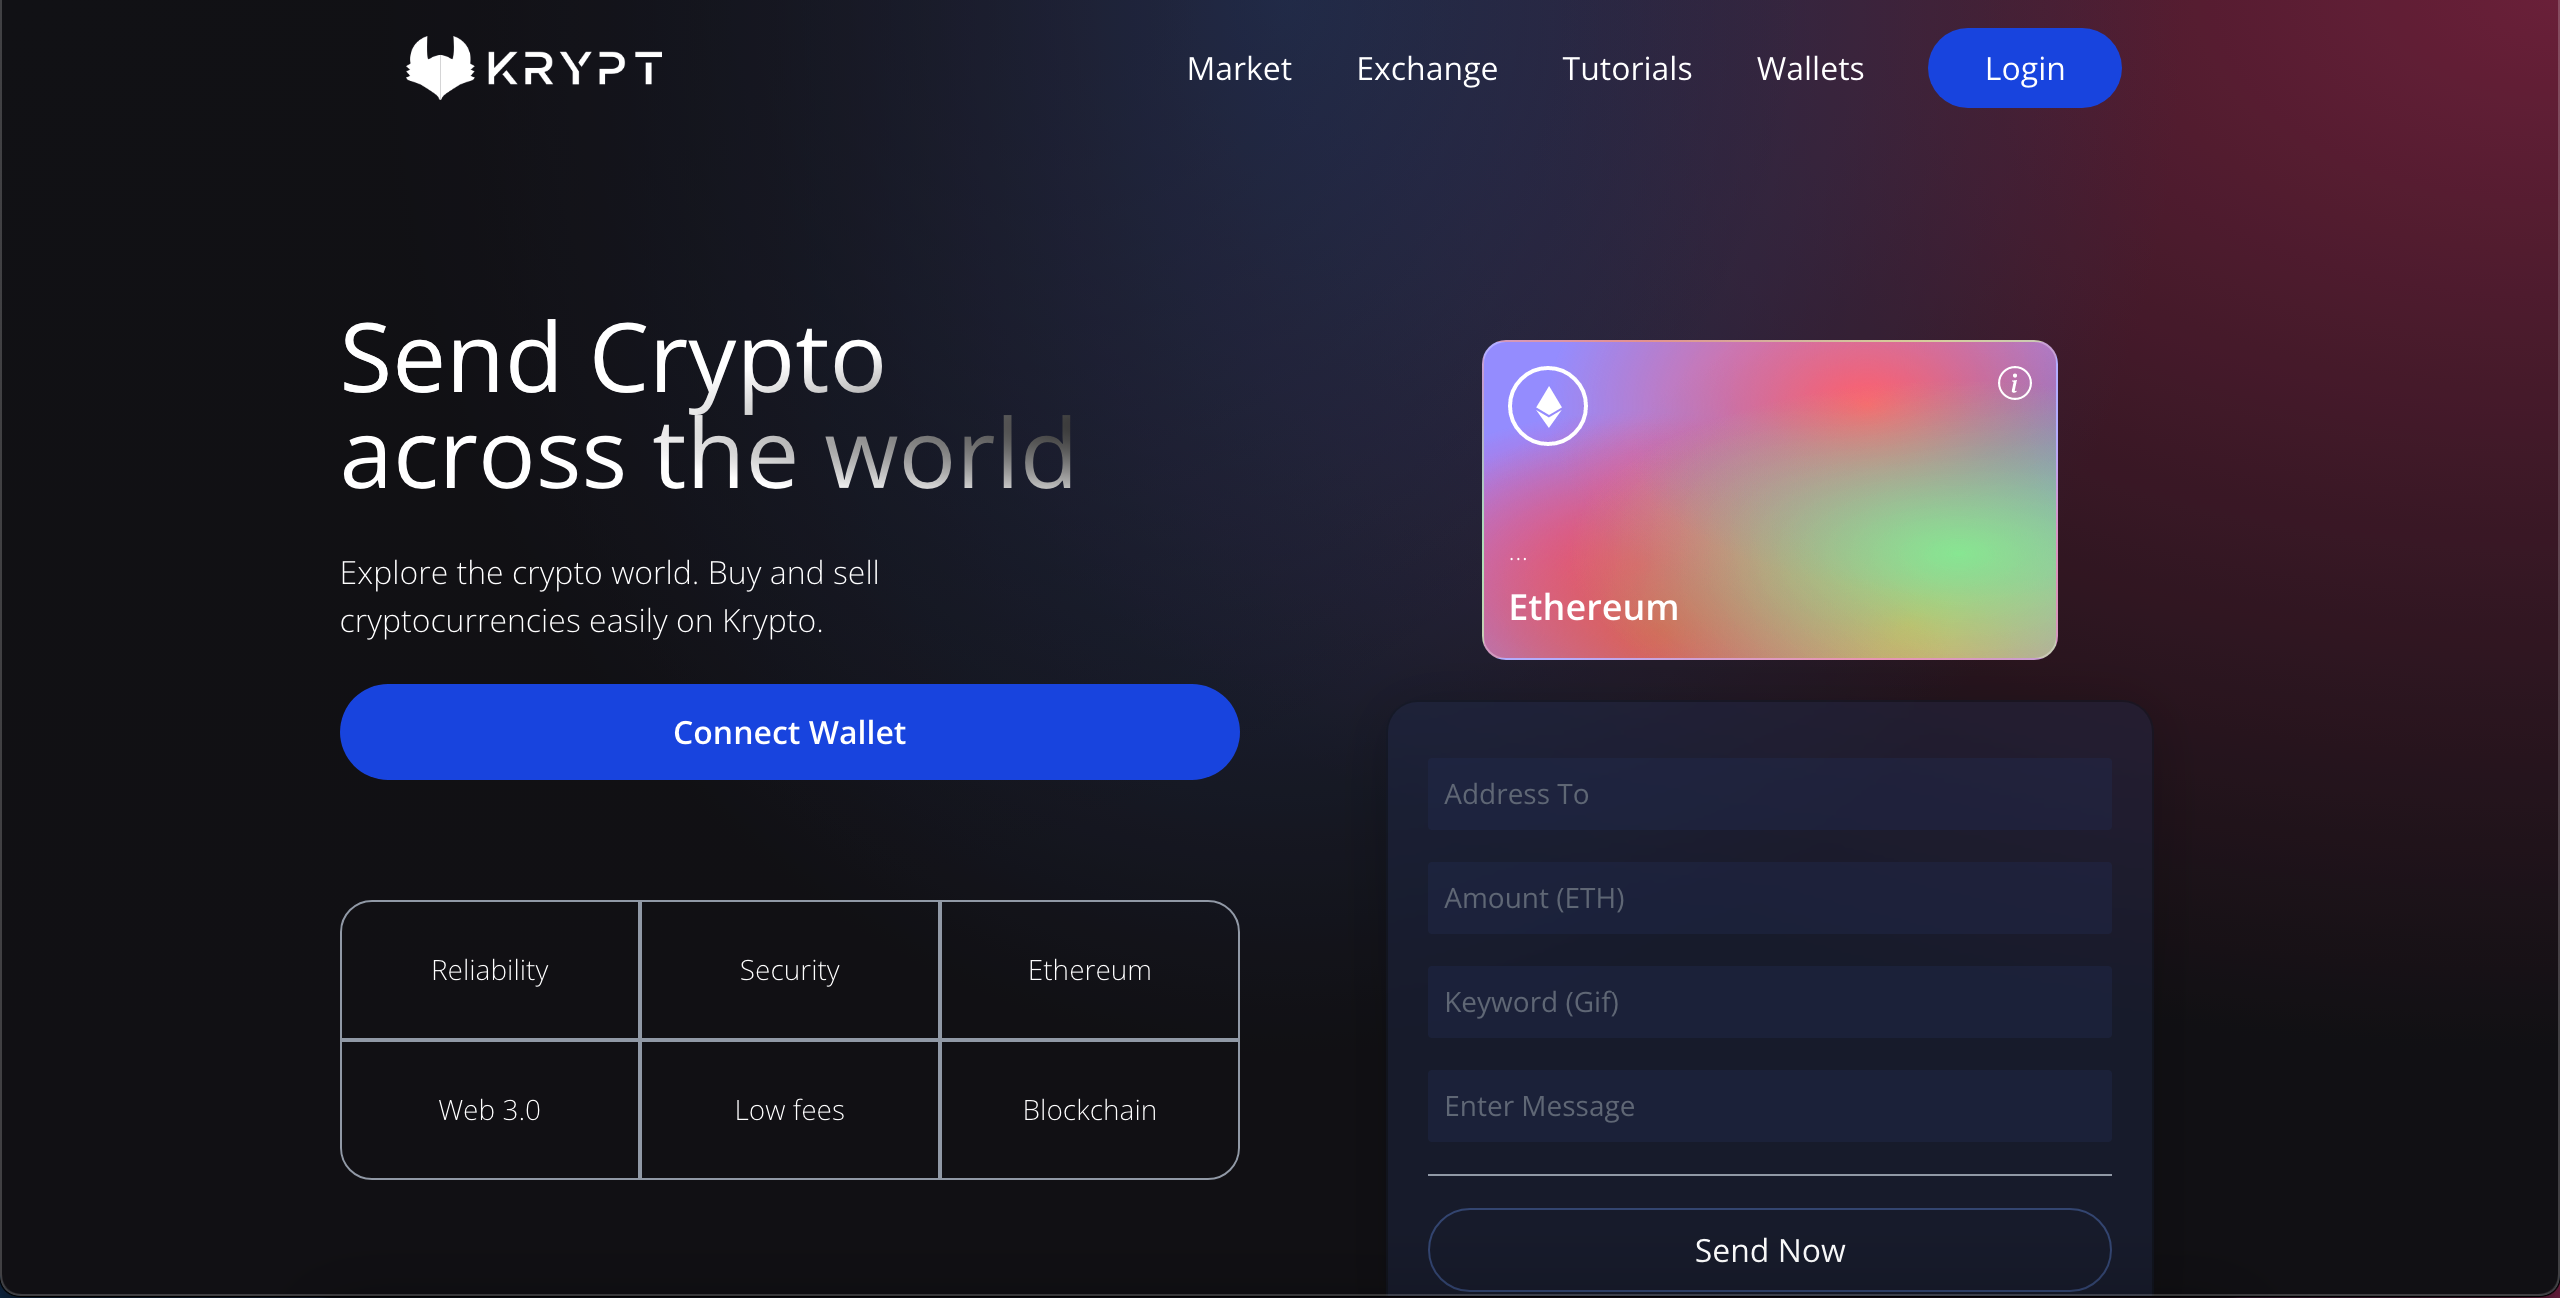 KRYPT
Market
Exchange
Tutorials
Wallets
Login
Send Crypto
across the world
Explore the crypto world. Buy and sell
cryptocurrencies easily on Krypto.
Connect Wallet
Reliability
Security
Ethereum
Web 3.0
Low fees
Blockchain
i
...
Ethereum
Address To
Amount (ETH)
Keyword (Gif)
Enter Message
Send Now